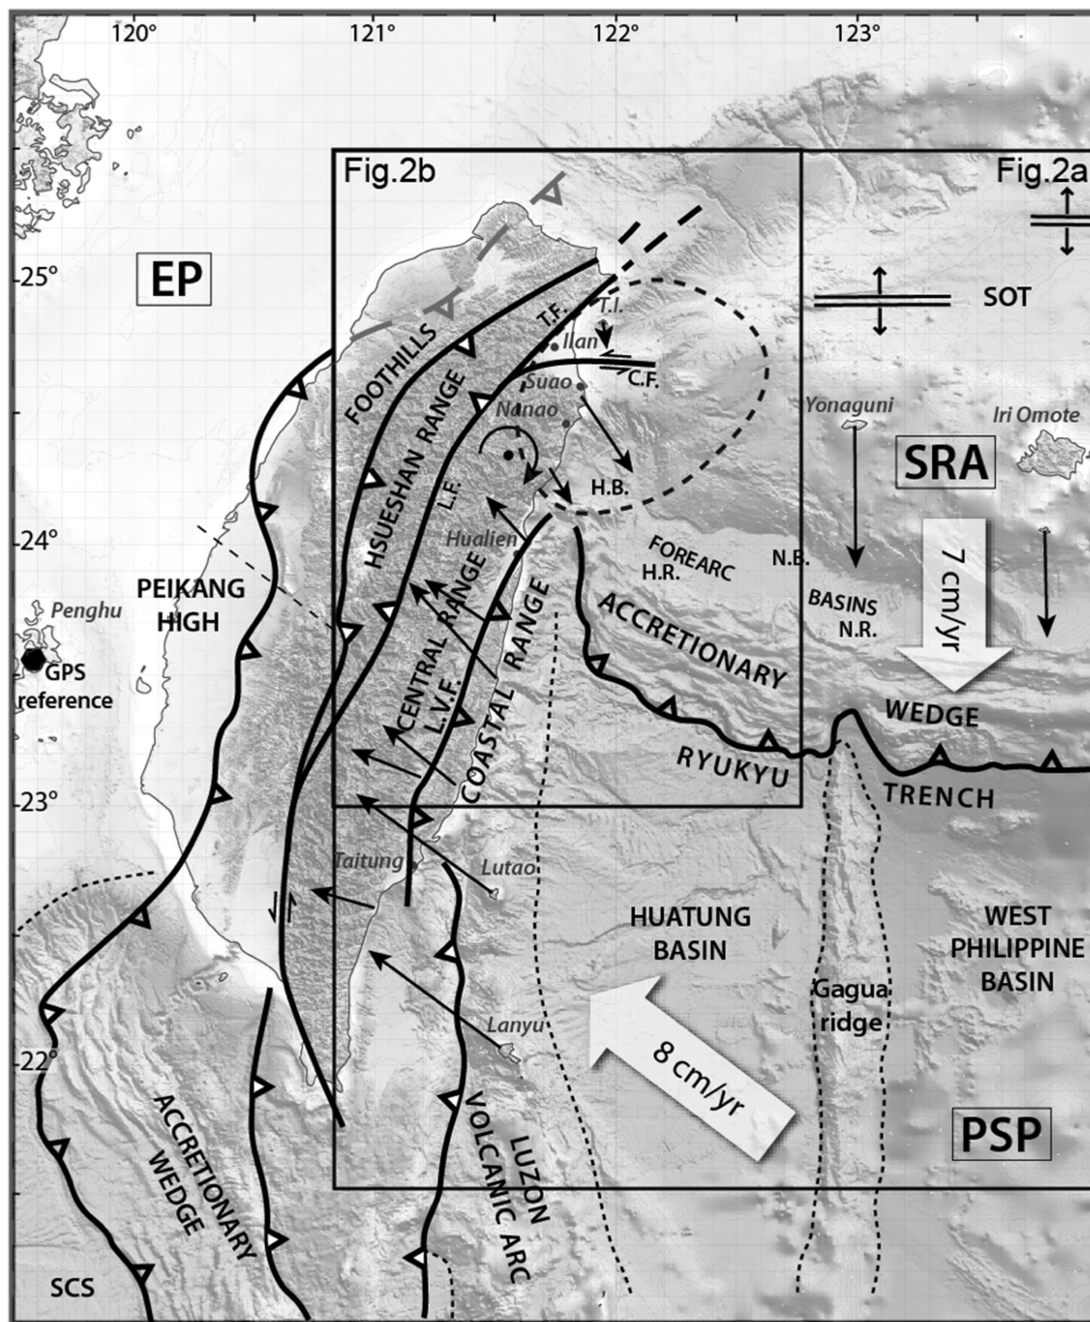 120°
121°
122°
123°
Fig.2b
Fig.2a
25°
EP
SOT
T.I.
T.F.
Ilan
FOOTHILLS
Suao
C.F.
Nanao
Yonaguni
Iri Omote
HSUESHAN RANGE
SRA
L.F.
H.B.
24°
Hualien
FOREARC
N.B.
H.R.
7 cm/yr
PEIKANG
HIGH
Penghu
BASINS
N.R.
ACCRETIONARY
GPS
reference
CENTRAL RANGE
L.V.F.
COASTAL RANGE
WEDGE
RYUKYU
TRENCH
23°
Taitung
Lutao
HUATUNG
BASIN
WEST
PHILIPPINE
BASIN
Gagua
ridge
Lanyu
22°
8 cm/yr
ACCRETIONARY
WEDGE
LUZON
VOLCANIC ARC
PSP
SCS